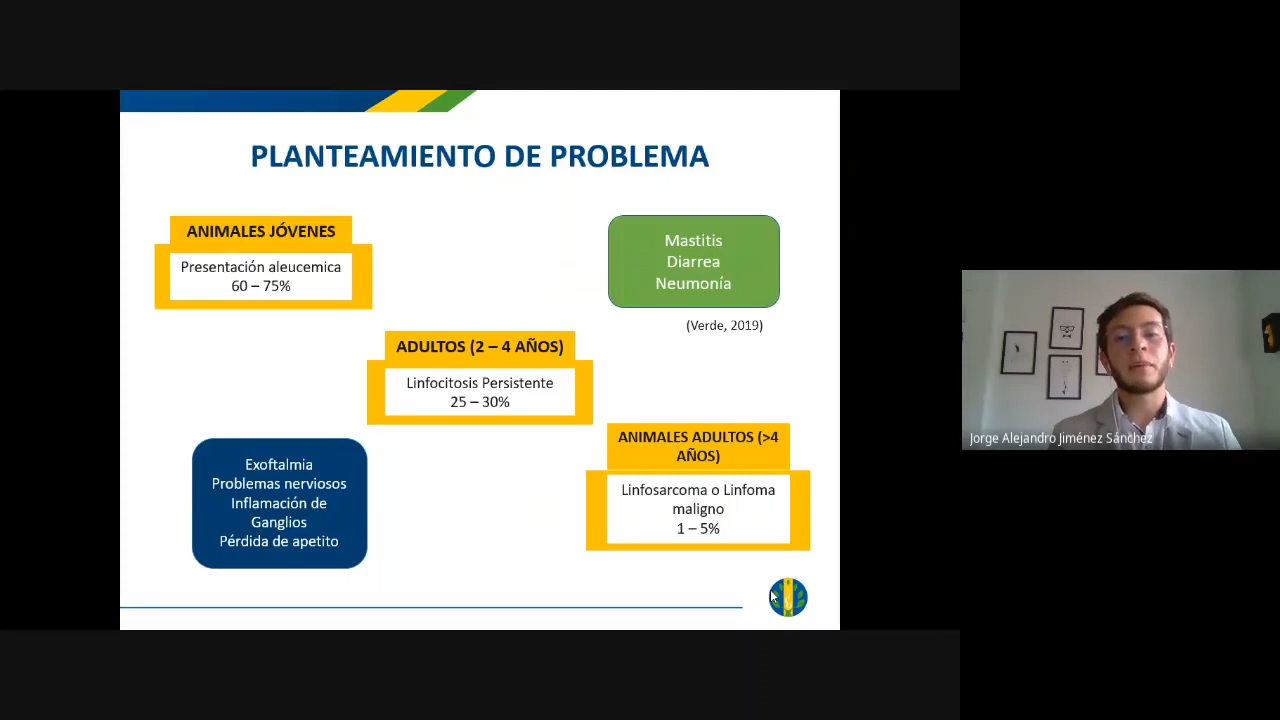 PLANTEAMIENTO DE PROBLEMA
ANIMALES JÓVENES
Presentación aleucemica
60 – 75%
Mastitis
Diarrea
Neumonía
(Verde, 2019)
ADULTOS (2 – 4 AÑOS)
Linfocitosis Persistente
25 – 30%
ANIMALES ADULTOS (>4
AÑOS)
Linfosarcoma o Linfoma
maligno
1 – 5%
Exoftalmia
Problemas nerviosos
Inflamación de
Ganglios
Pérdida de apetito
Jorge Alejandro Jiménez Sánchez